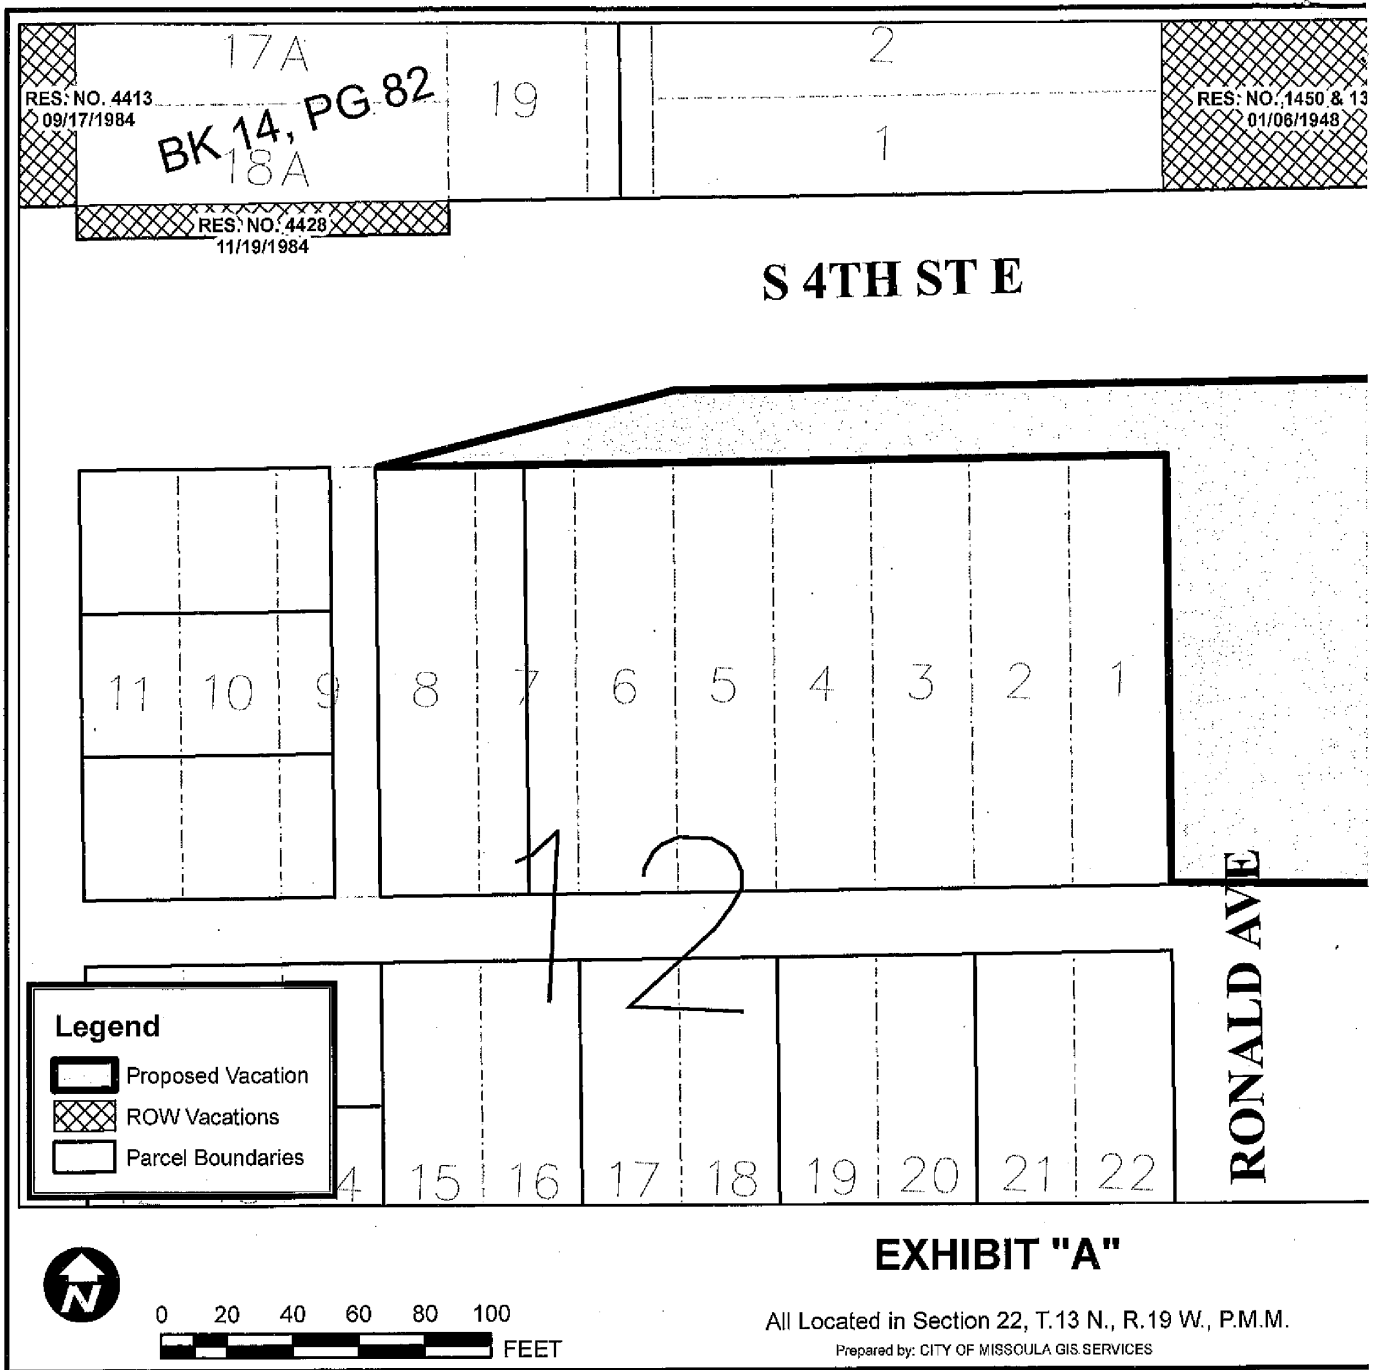 17A
2
RES. NO. 4413
09/17/1984
BK 14, PG 82
19
RES. NO. 1450 & 13
01/06/1948
18A
1
RES. NO. 4428
11/19/1984
S 4TH ST E
11 10 9 8 7 6 5 4 3 2 1
12
RONALD AVE
Legend
Proposed Vacation
ROW Vacations
Parcel Boundaries
4 15 16 17 18 19 20 21 22
EXHIBIT "A"
N
0 20 40 60 80 100
FEET
All Located in Section 22, T.13 N., R.19 W., P.M.M.
Prepared by: CITY OF MISSOULA GIS SERVICES